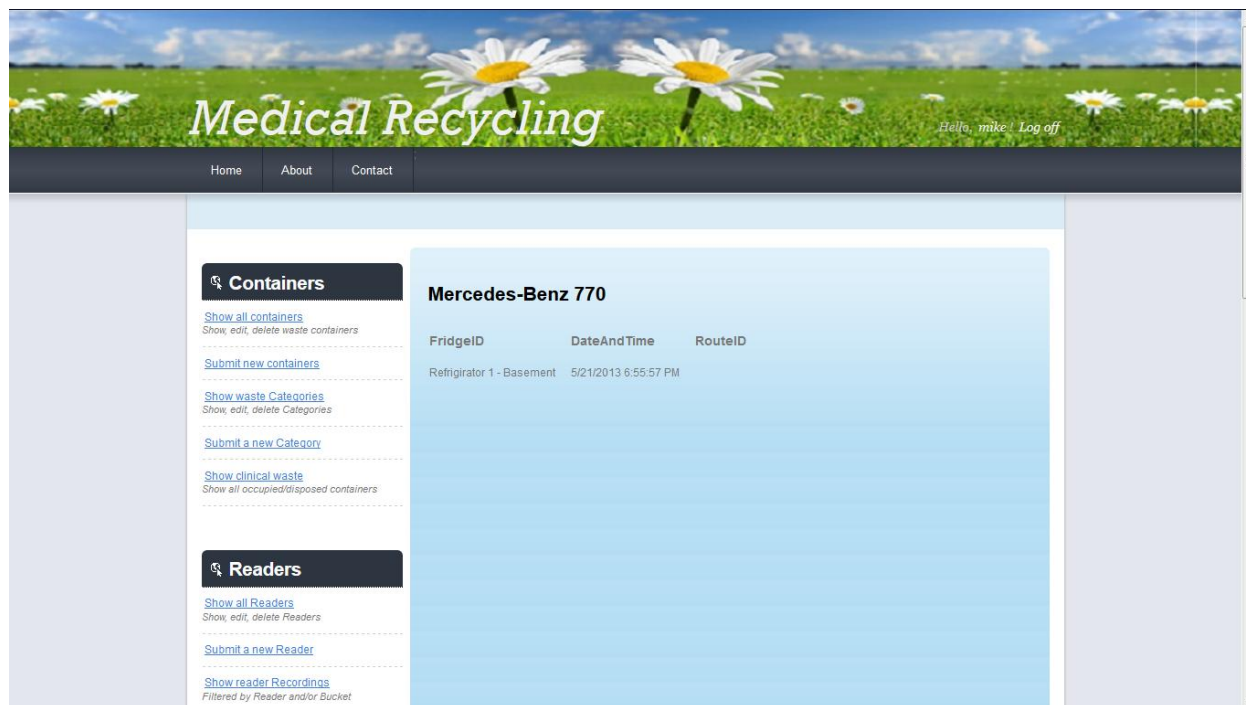 Medical Recycling
Hello, mike ! Log off
Home About Contact
Containers
Show all containers
Show, edit, delete waste containers
Submit new containers
Show waste Categories
Show, edit, delete Categories
Submit a new Category
Show clinical waste
Show all occupied/disposed containers
Readers
Show all Readers
Show, edit, delete Readers
Submit a new Reader
Show reader Recordings
Filtered by Reader and/or Bucket
Mercedes-Benz 770
FridgeID DateAndTime RouteID
Refrigirator 1 - Basement 5/21/2013 6:55:57 PM